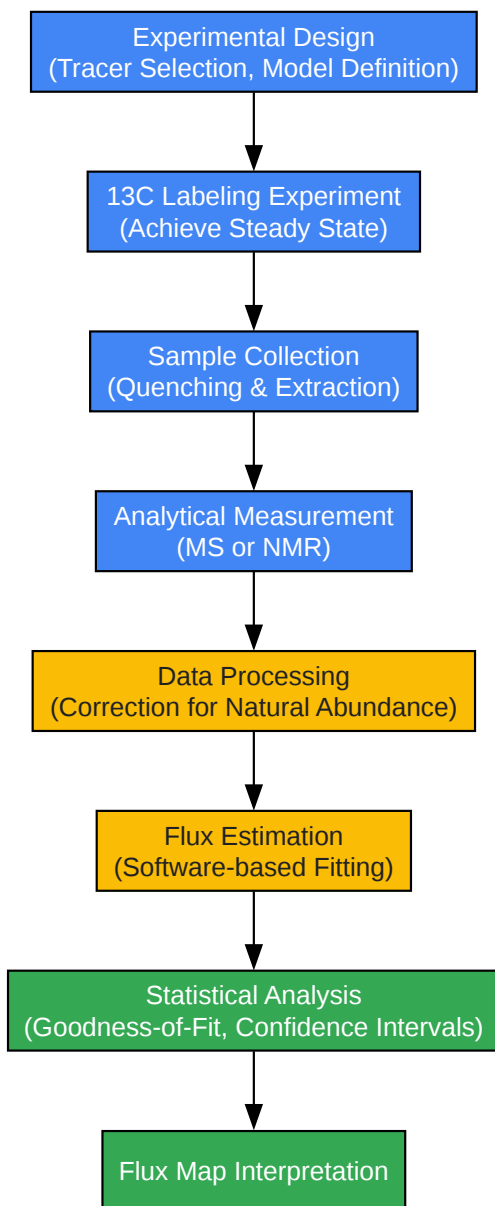 Experimental Design
(Tracer Selection, Model Definition)
13C Labeling Experiment
(Achieve Steady State)
Sample Collection
(Quenching & Extraction)
Analytical Measurement
(MS or NMR)
Data Processing
(Correction for Natural Abundance)
Flux Estimation
(Software-based Fitting)
Statistical Analysis
(Goodness-of-Fit, Confidence Intervals)
Flux Map Interpretation